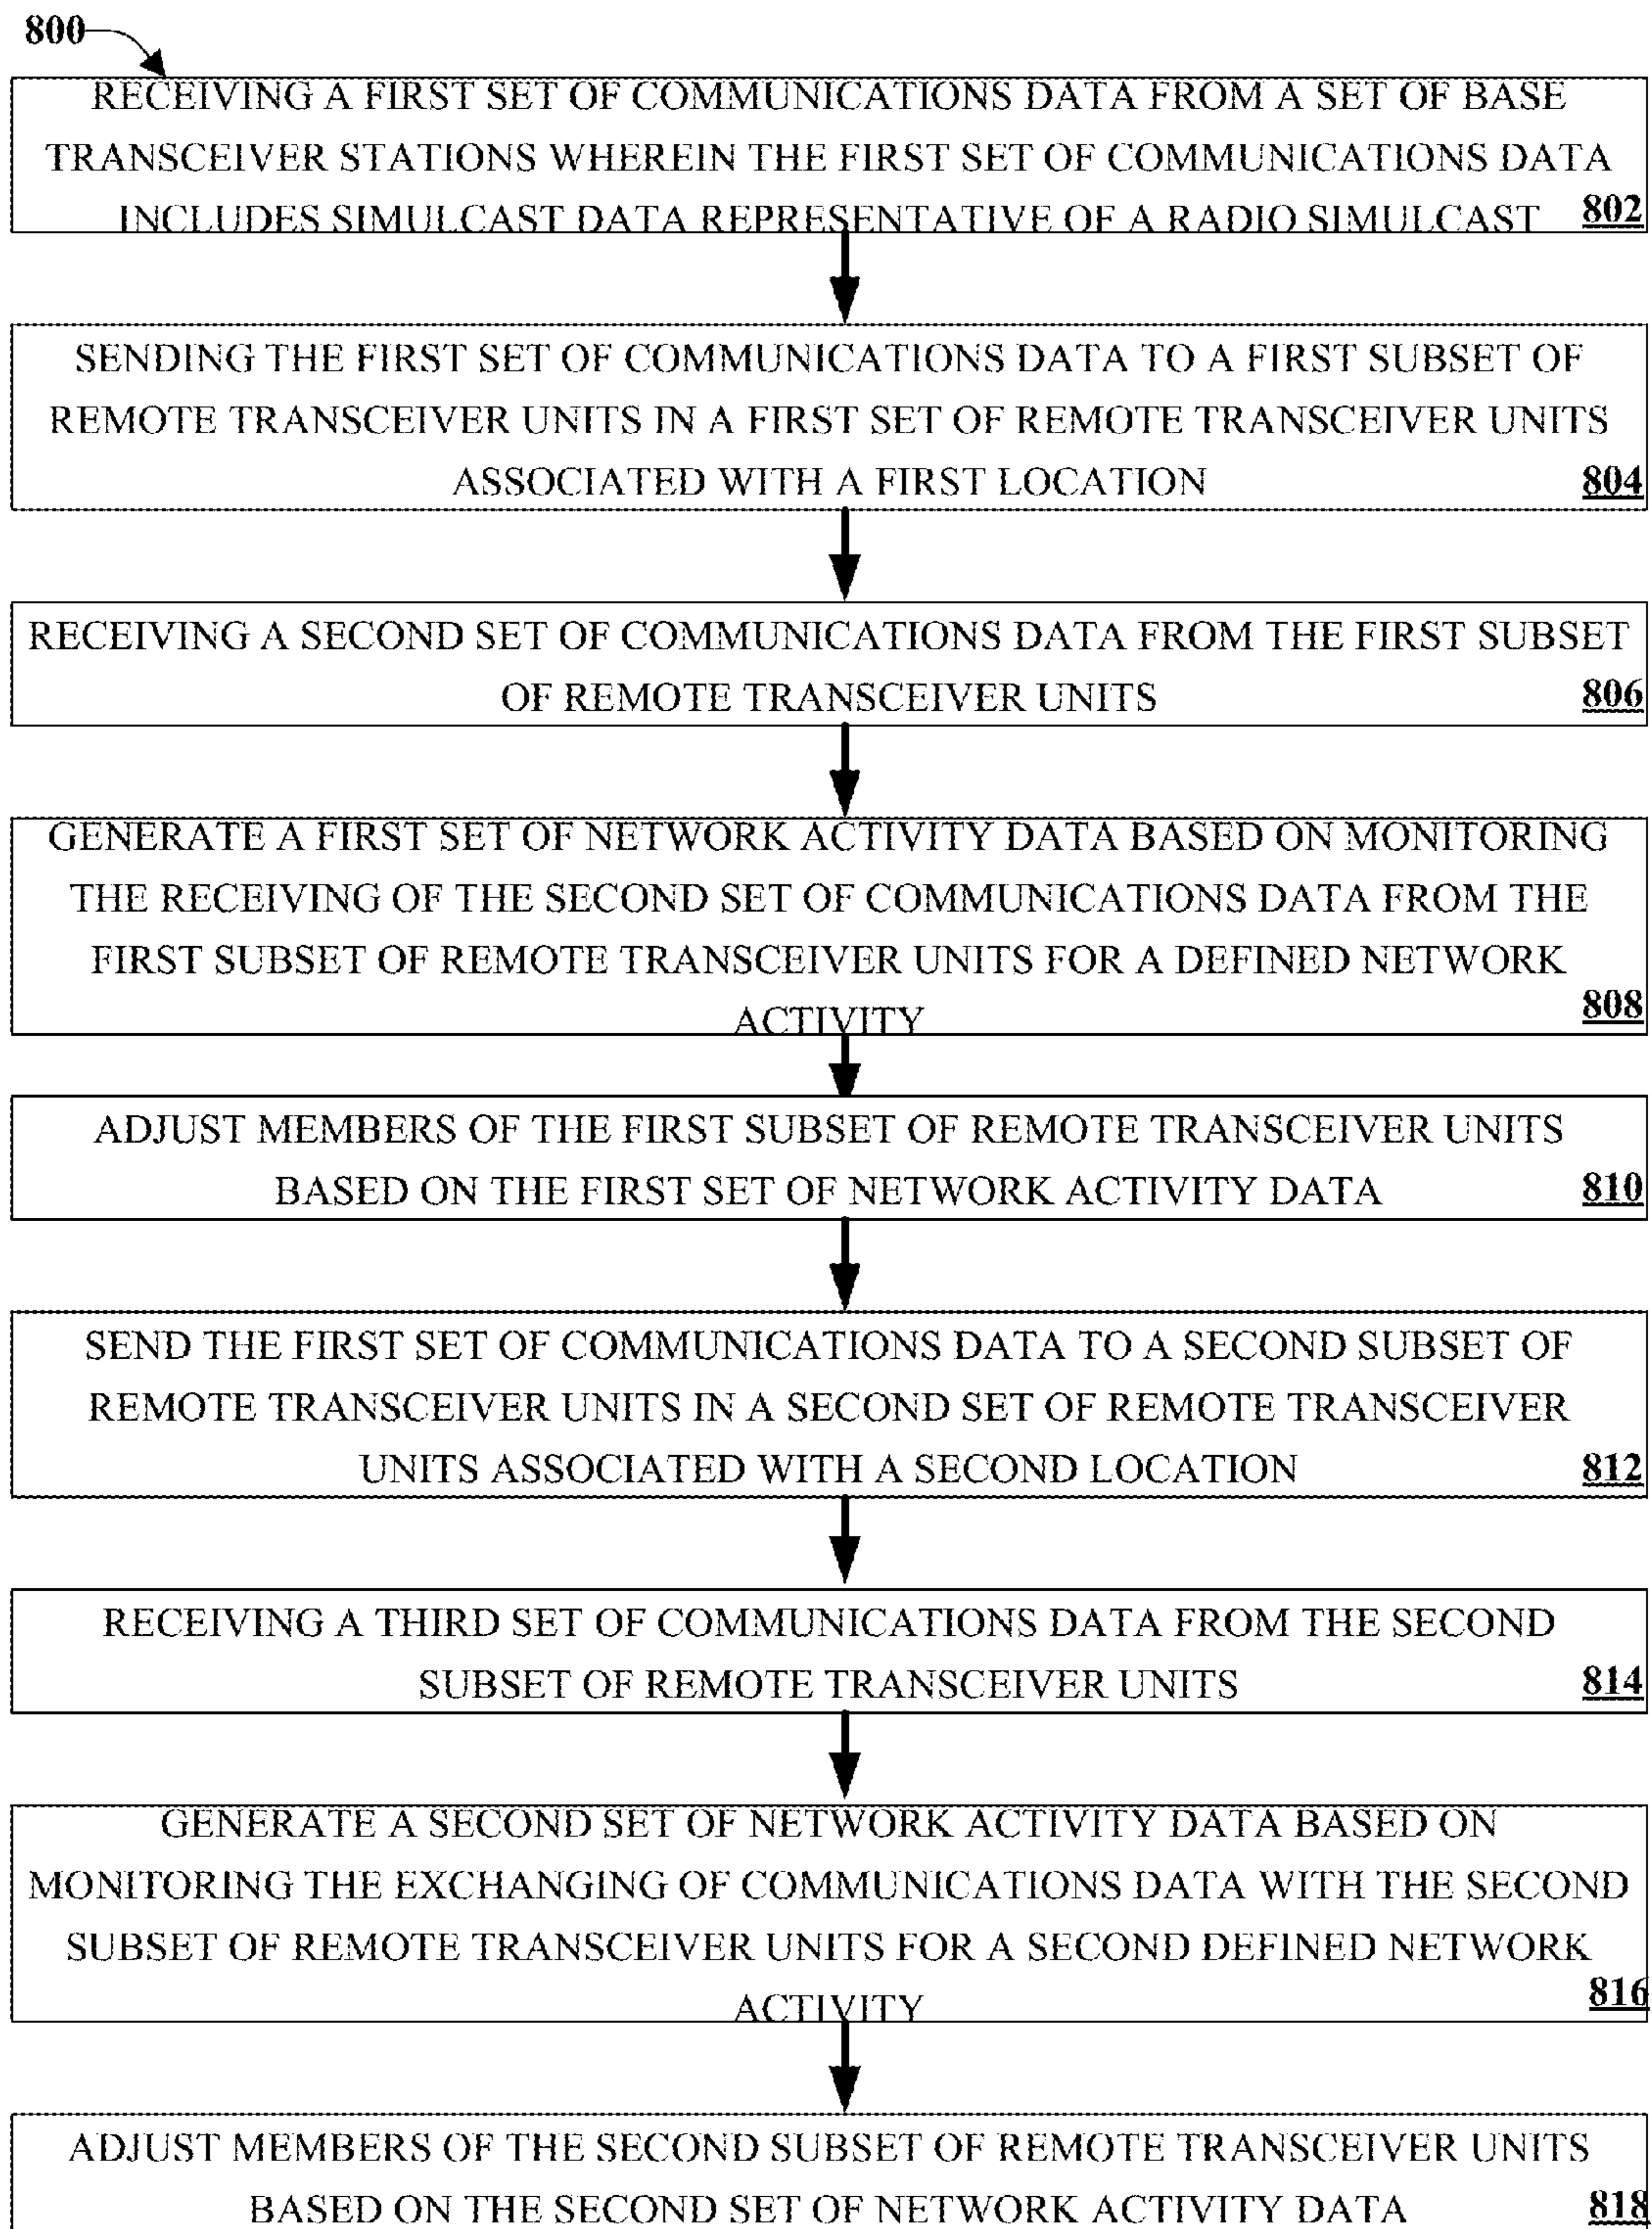 800
RECEIVING A FIRST SET OF COMMUNICATIONS DATA FROM A SET OF BASE
TRANSCEIVER STATIONS WHEREIN THE FIRST SET OF COMMUNICATIONS DATA
INCLUDES SIMULCAST DATA REPRESENTATIVE OF A RADIO SIMULCAST 802
SENDING THE FIRST SET OF COMMUNICATIONS DATA TO A FIRST SUBSET OF
REMOTE TRANSCEIVER UNITS IN A FIRST SET OF REMOTE TRANSCEIVER UNITS
ASSOCIATED WITH A FIRST LOCATION 804
RECEIVING A SECOND SET OF COMMUNICATIONS DATA FROM THE FIRST SUBSET
OF REMOTE TRANSCEIVER UNITS 806
GENERATE A FIRST SET OF NETWORK ACTIVITY DATA BASED ON MONITORING
THE RECEIVING OF THE SECOND SET OF COMMUNICATIONS DATA FROM THE
FIRST SUBSET OF REMOTE TRANSCEIVER UNITS FOR A DEFINED NETWORK
ACTIVITY 808
ADJUST MEMBERS OF THE FIRST SUBSET OF REMOTE TRANSCEIVER UNITS
BASED ON THE FIRST SET OF NETWORK ACTIVITY DATA 810
SEND THE FIRST SET OF COMMUNICATIONS DATA TO A SECOND SUBSET OF
REMOTE TRANSCEIVER UNITS IN A SECOND SET OF REMOTE TRANSCEIVER
UNITS ASSOCIATED WITH A SECOND LOCATION 812
RECEIVING A THIRD SET OF COMMUNICATIONS DATA FROM THE SECOND
SUBSET OF REMOTE TRANSCEIVER UNITS 814
GENERATE A SECOND SET OF NETWORK ACTIVITY DATA BASED ON
MONITORING THE EXCHANGING OF COMMUNICATIONS DATA WITH THE SECOND
SUBSET OF REMOTE TRANSCEIVER UNITS FOR A SECOND DEFINED NETWORK
ACTIVITY 816
ADJUST MEMBERS OF THE SECOND SUBSET OF REMOTE TRANSCEIVER UNITS
BASED ON THE SECOND SET OF NETWORK ACTIVITY DATA 818